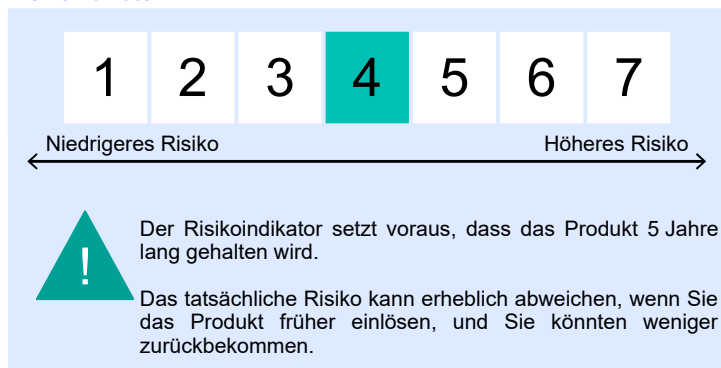 1 2 3 4 5 6 7
Niedrigeres Risiko Höheres Risiko
!
Der Risikoindikator setzt voraus, dass das Produkt 5 Jahre
lang gehalten wird.
Das tatsächliche Risiko kann erheblich abweichen, wenn Sie
das Produkt früher einlösen, und Sie könnten weniger
zurückbekommen.